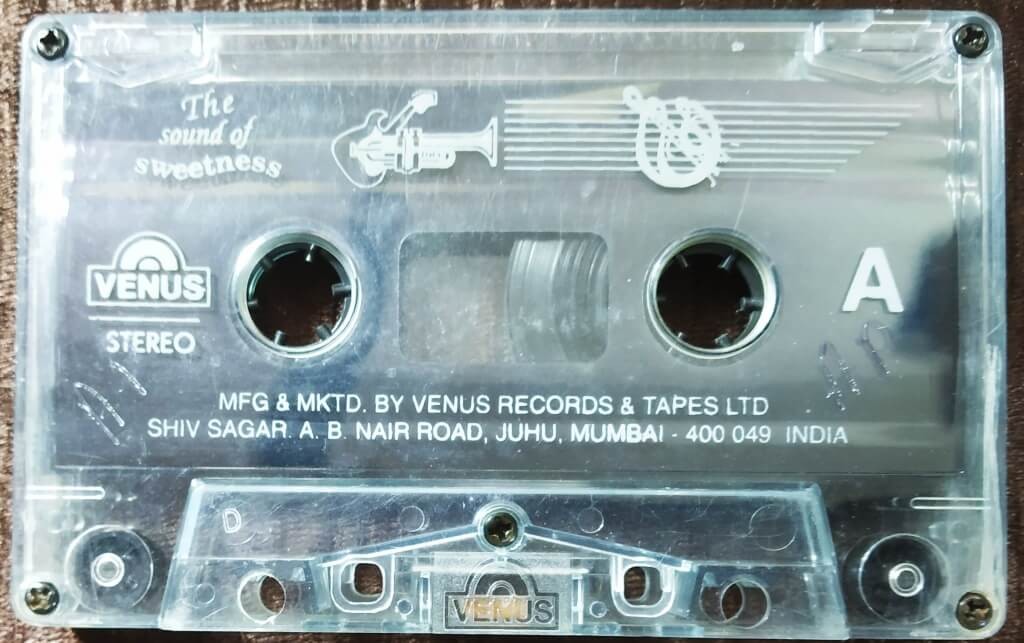 The
sound of
sweetness
VENUS
STEREO
A
MFG & MKTD. BY VENUS RECORDS & TAPES LTD
SHIV SAGAR. A. B. NAIR ROAD, JUHU, MUMBAI - 400 049 INDIA
D
VENUS